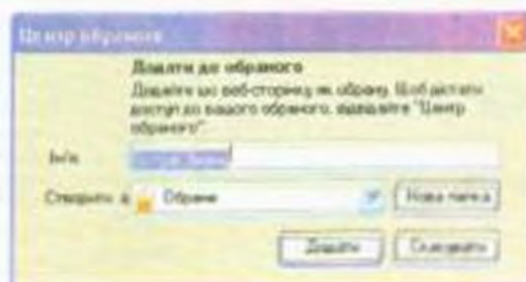 Центр обраного
Додати до обраного
Додайте цю веб-сторінку як обрану. Щоб дістати
доступ до вашого обраного, відвідайте "Центр
обраного"
Ім'я
Створити в Обране Нова папка
Додати Скасувати